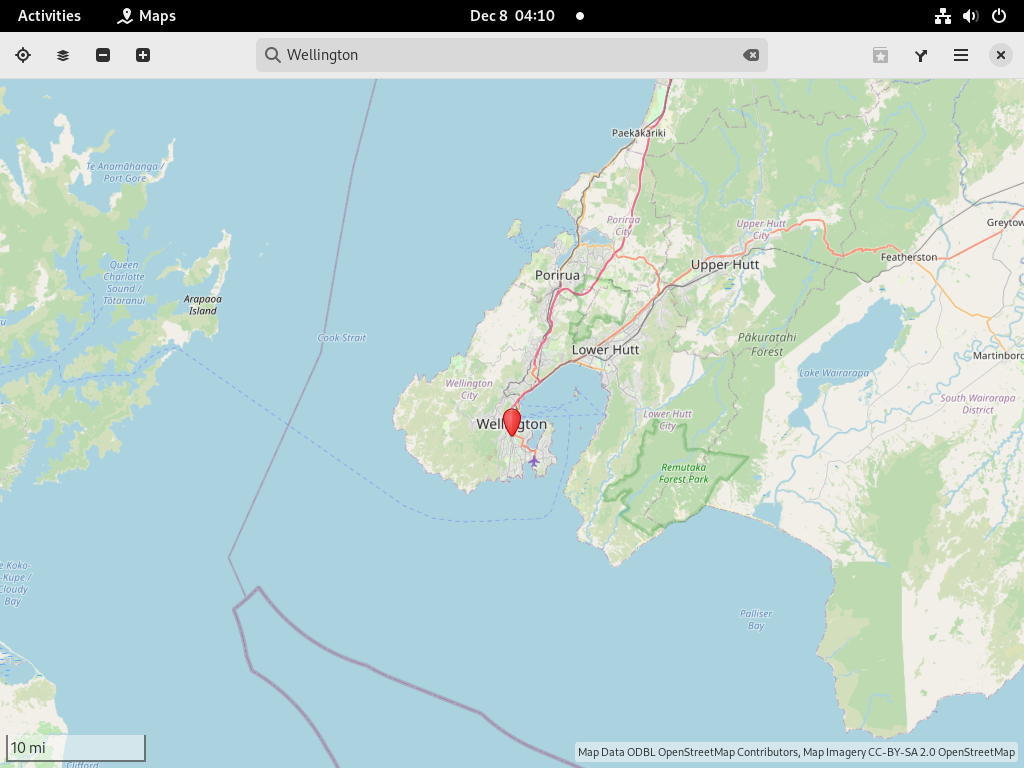 Activities
Maps
Dec 8 04:10
Wellington
Paekākāriki
Te Anamāhanga /
Port Gore
Porirua
City
Upper Hutt
City
Greytow
Queen
Charlotte
Sound /
Tōtaranui
Featherston
Upper Hutt
Porirua
Arapaoa
Island
Cook Strait
Pākuratahi
Forest
Lower Hutt
Martinboro
Lake Wairarapa
Wellington
City
South Wairarapa
District
Lower Hutt
City
Wellington
Remutaka
Forest Park
e Koko-
-Kupe /
Cloudy
Bay
Palliser
Bay
10 mi
Map Data ODBL OpenStreetMap Contributors, Map Imagery CC-BY-SA 2.0 OpenStreetMap
Clifford